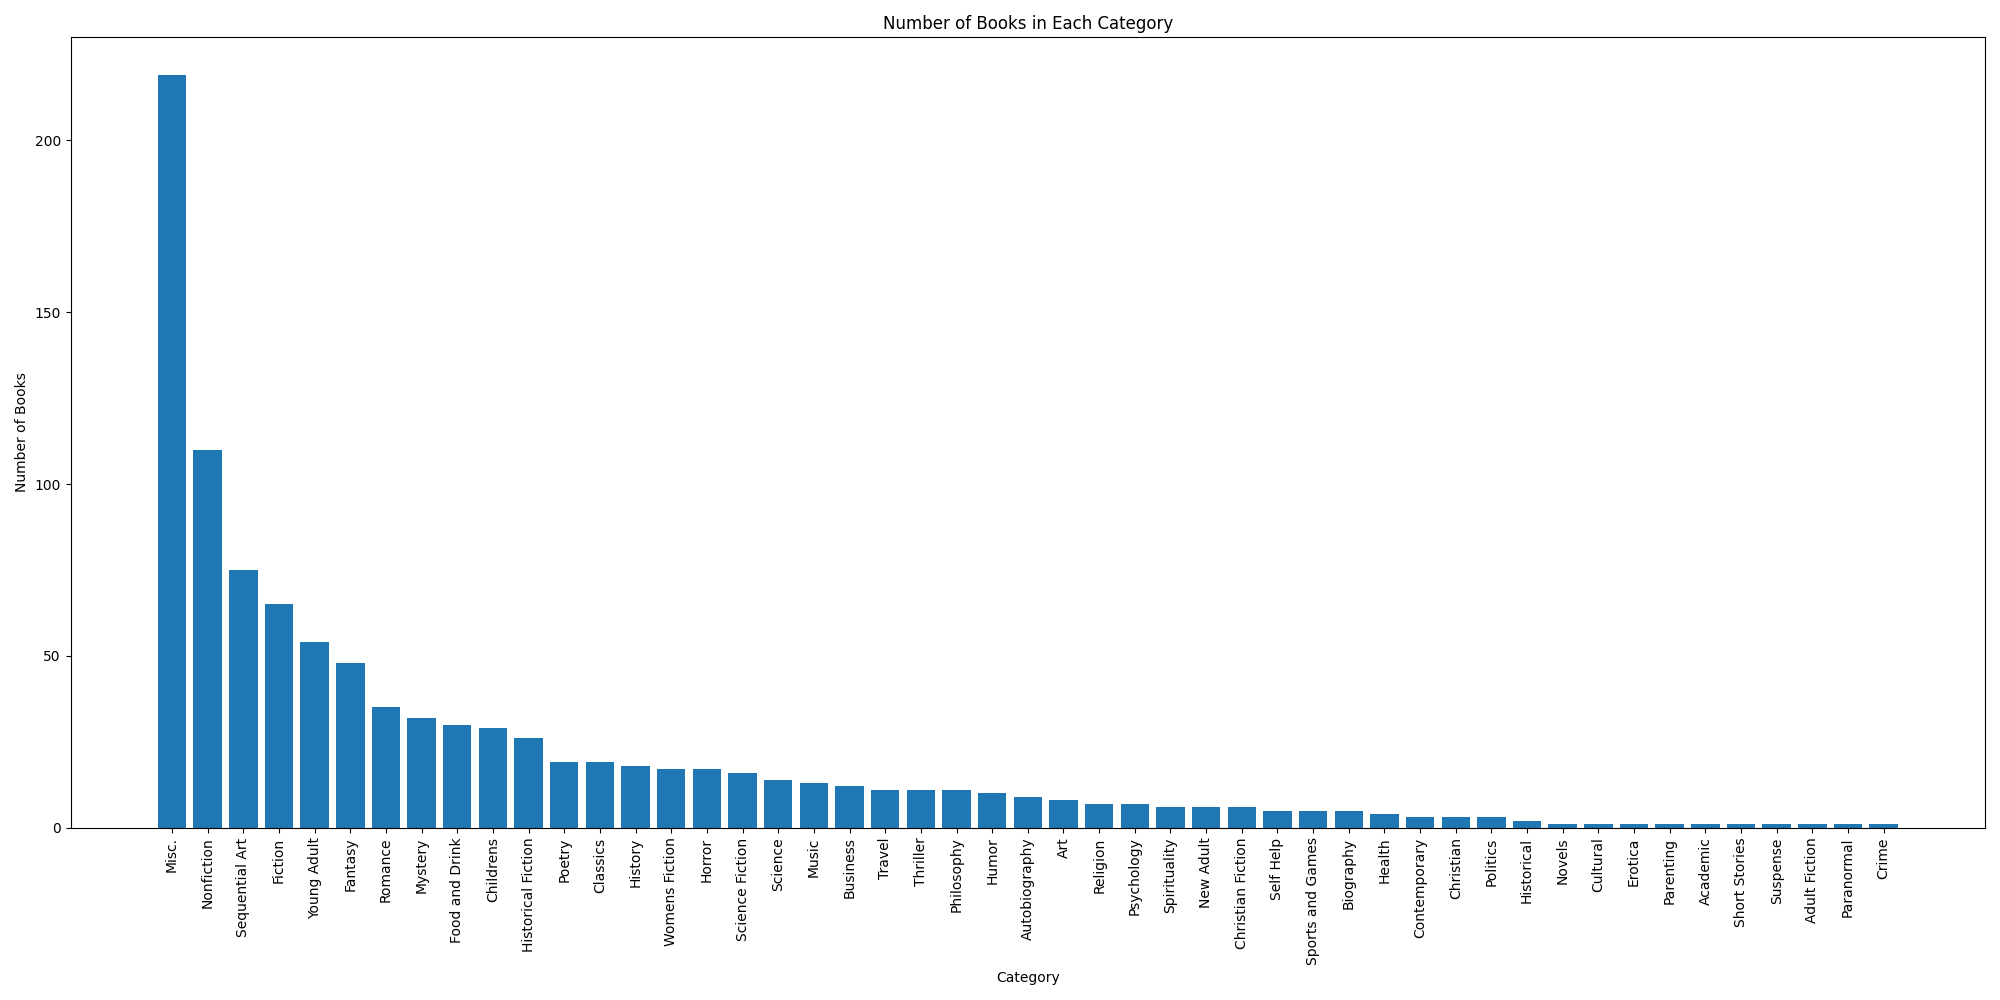 Number of Books in Each Category
Number of Books
200
150
100
50
0
Misc.
Nonfiction
Sequential Art
Fiction
Young Adult
Fantasy
Romance
Mystery
Food and Drink
Childrens
Historical Fiction
Poetry
Classics
History
Womens Fiction
Horror
Science Fiction
Science
Music
Business
Travel
Thriller
Philosophy
Humor
Autobiography
Art
Religion
Psychology
Spirituality
New Adult
Christian Fiction
Self Help
Sports and Games
Biography
Health
Contemporary
Christian
Politics
Historical
Novels
Cultural
Erotica
Parenting
Academic
Short Stories
Suspense
Adult Fiction
Paranormal
Crime
Category